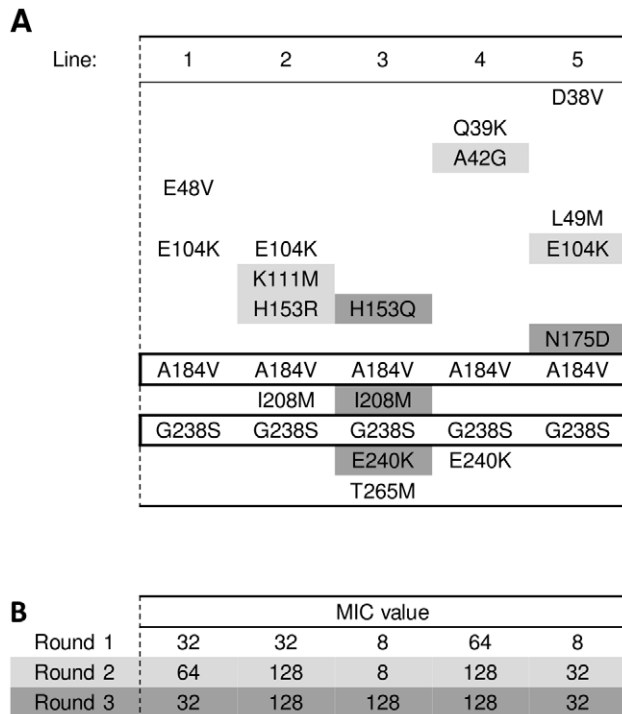 A
Line: 1 2 3 4 5
D38V
Q39K
A42G
E48V
L49M
E104K E104K E104K
K111M
H153R H153Q
N175D
A184V A184V A184V A184V A184V
I208M I208M
G238S G238S G238S G238S G238S
E240K E240K
T265M
B
MIC value
Round 1 32 32 8 64 8
Round 2 64 128 8 128 32
Round 3 32 128 128 128 32